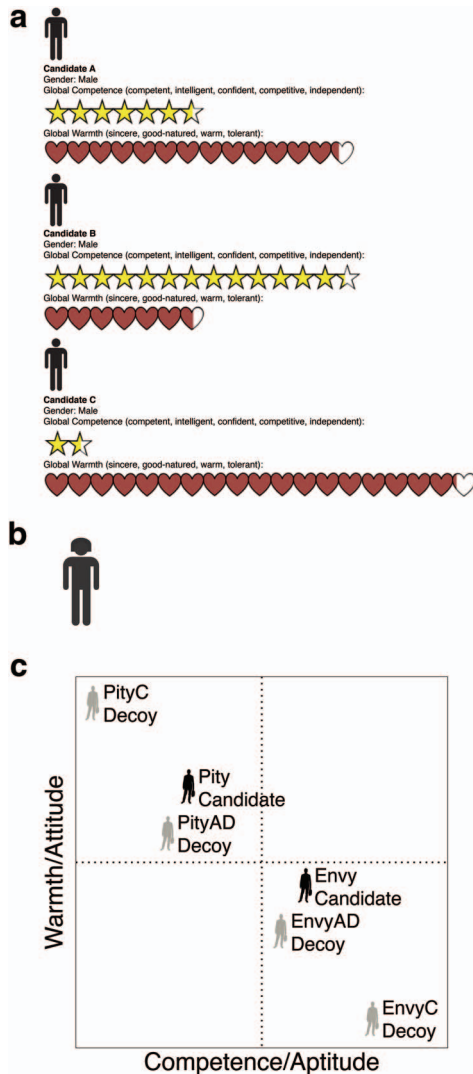 a
Candidate A
Gender: Male
Global Competence (competent, intelligent, confident, competitive, independent):
Global Warmth (sincere, good-natured, warm, tolerant):
Candidate B
Gender: Male
Global Competence (competent, intelligent, confident, competitive, independent):
Global Warmth (sincere, good-natured, warm, tolerant):
Candidate C
Gender: Male
Global Competence (competent, intelligent, confident, competitive, independent):
Global Warmth (sincere, good-natured, warm, tolerant):
b
c
PityC
Decoy
Pity
Candidate
PityAD
Decoy
Envy
Candidate
EnvyAD
Decoy
EnvyC
Decoy
Warmth/Attitude
Competence/Aptitude